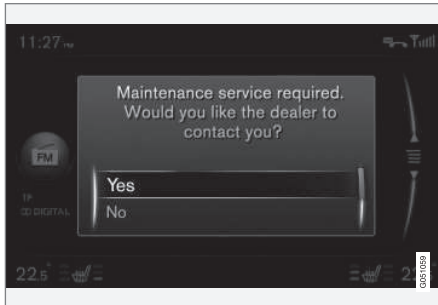 11:27 PM
Maintenance service required.
Would you like the dealer to
contact you?
FM
Yes
TP
DIGITAL
No
22.5
G051059